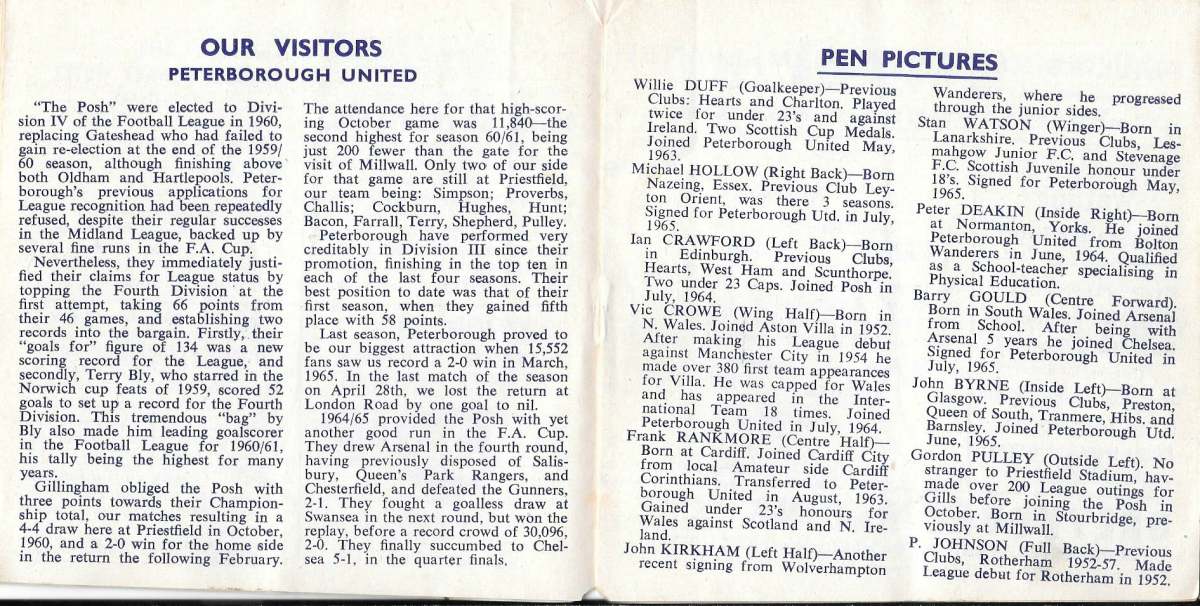 OUR VISITORS
PETERBOROUGH UNITED
"The Posh" were elected to Divi-
sion IV of the Football League in 1960,
replacing Gateshead who had failed to
gain re-election at the end of the 1959/
60 season, although finishing above
both Oldham and Hartlepools. Peter-
borough's previous applications for
League recognition had been repeatedly
refused, despite their regular successes
in the Midland League, backed up by
several fine runs in the F.A. Cup.
Nevertheless, they immediately justi-
fied their claims for League status by
topping the Fourth Division at the
first attempt, taking 66 points from
their 46 games, and establishing two
records into the bargain. Firstly, their
"goals for" figure of 134 was a new
scoring record for the League, and
secondly, Terry Bly, who starred in the
Norwich cup feats of 1959, scored 52
goals to set up a record for the Fourth
Division. This tremendous "bag" by
Bly also made him leading goalscorer
in the Football League for 1960/61,
his tally being the highest for many
years.
Gillingham obliged the Posh with
three points towards their Champion-
ship total, our matches resulting in a
4-4 draw here at Priestfield in October,
1960, and a 2-0 win for the home side
in the return the following February.
The attendance here for that high-scor-
ing October game was 11,840—the
second highest for season 60/61, being
just 200 fewer than the gate for the
visit of Millwall. Only two of our side
for that game are still at Priestfield,
our team being: Simpson; Proverbs,
Challis; Cockburn, Hughes, Hunt;
Bacon, Farrall, Terry, Shepherd, Pulley.
Peterborough have performed very
creditably in Division III since their
promotion, finishing in the top ten in
each of the last four seasons. Their
best position to date was that of their
first season, when they gained fifth
place with 58 points.
Last season, Peterborough proved to
be our biggest attraction when 15,552
fans saw us record a 2-0 win in March,
1965. In the last match of the season
on April 28th, we lost the return at
London Road by one goal to nil.
1964/65 provided the Posh with yet
another good run in the F.A. Cup.
They drew Arsenal in the fourth round,
having previously disposed of Salis-
bury, Queen's Park Rangers, and
Chesterfield, and defeated the Gunners,
2-1. They fought a goalless draw at
Swansea in the next round, but won the
replay, before a record crowd of 30,096,
2-0. They finally succumbed to Chel-
sea 5-1, in the quarter finals.
PEN PICTURES
Willie DUFF (Goalkeeper)—Previous
Clubs: Hearts and Charlton. Played
twice for under 23's and against
Ireland. Two Scottish Cup Medals.
Joined Peterborough United May,
1963.
Michael HOLLOW (Right Back)—Born
Nazeing, Essex. Previous Club Ley-
ton Orient, was there 3 seasons.
Signed for Peterborough Utd. in July,
1965.
Ian CRAWFORD (Left Back)—Born
in Edinburgh. Previous Clubs,
Hearts, West Ham and Scunthorpe.
Two under 23 Caps. Joined Posh in
July, 1964.
Vic CROWE (Wing Half)—Born in
N. Wales. Joined Aston Villa in 1952.
After making his League debut
against Manchester City in 1954 he
made over 380 first team appearances
for Villa. He was capped for Wales
and has appeared in the Inter-
national Team 18 times. Joined
Peterborough United in July, 1964.
Frank RANKMORE (Centre Half)—
Born at Cardiff. Joined Cardiff City
from local Amateur side Cardiff
Corinthians. Transferred to Peter-
borough United in August, 1963.
Gained under 23's honours for
Wales against Scotland and N. Ire-
land.
John KIRKHAM (Left Half)—Another
recent signing from Wolverhampton
Wanderers, where he progressed
through the junior sides.
Stan WATSON (Winger)—Born in
Lanarkshire. Previous Clubs, Les-
mahgow Junior F.C. and Stevenage
F.C. Scottish Juvenile honour under
18's. Signed for Peterborough May,
1965.
Peter DEAKIN (Inside Right)—Born
at Normanton, Yorks. He joined
Peterborough United from Bolton
Wanderers in June, 1964. Qualified
as a School-teacher specialising in
Physical Education.
Barry GOULD (Centre Forward).
Born in South Wales. Joined Arsenal
from School. After being with
Arsenal 5 years he joined Chelsea.
Signed for Peterborough United in
July, 1965.
John BYRNE (Inside Left)—Born at
Glasgow. Previous Clubs, Preston,
Queen of South, Tranmere, Hibs. and
Barnsley. Joined Peterborough Utd.
June, 1965.
Gordon PULLEY (Outside Left). No
stranger to Priestfield Stadium, hav-
made over 200 League outings for
Gills before joining the Posh in
October. Born in Stourbridge, pre-
viously at Millwall.
P. JOHNSON (Full Back)—Previous
Clubs, Rotherham 1952-57. Made
League debut for Rotherham in 1952.